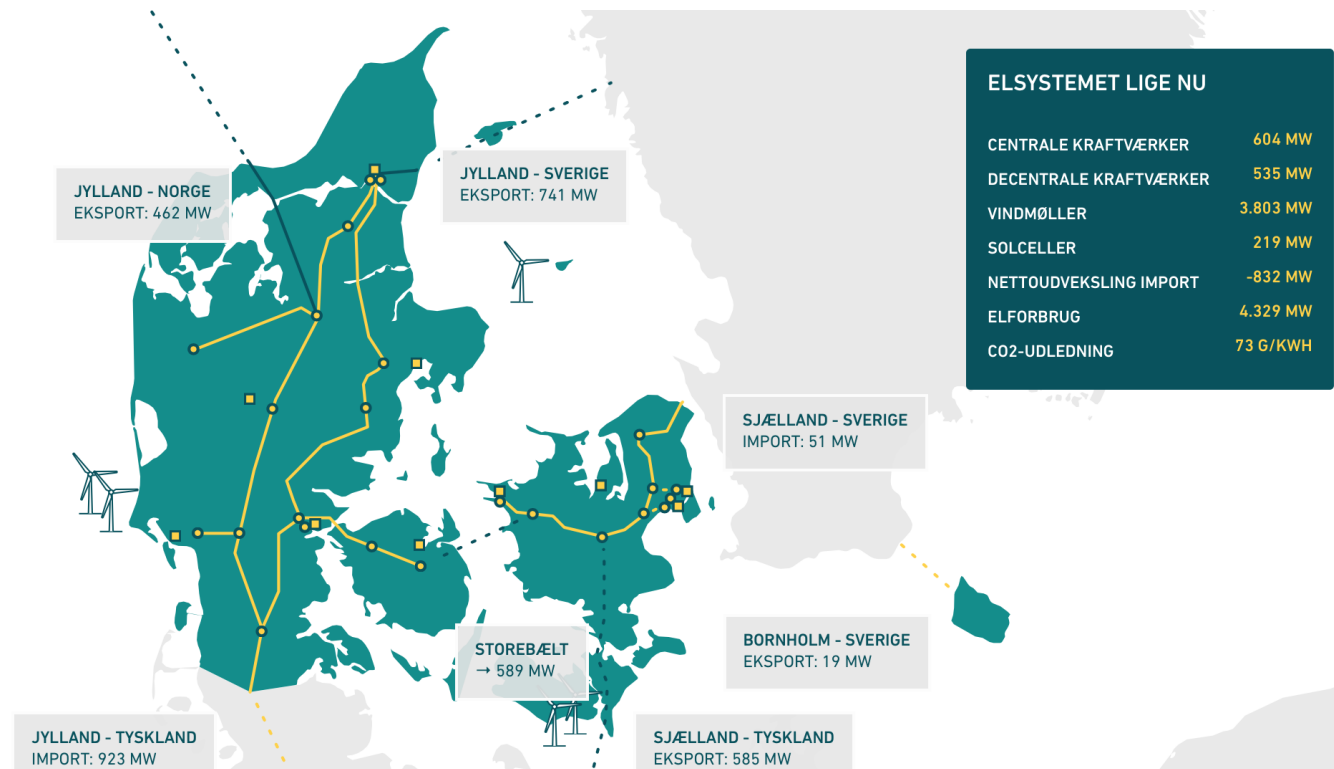 ELSYSTEMET LIGE NU
CENTRALE KRAFTVÆRKER 604 MW
DECENTRALE KRAFTVÆRKER 535 MW
VINDMØLLER 3.803 MW
SOLCELLER 219 MW
NETTOUDVEKSLING IMPORT -832 MW
ELFORBRUG 4.329 MW
CO2-UDLEDNING 73 G/KWH
JYLLAND - NORGE
EKSPORT: 462 MW
JYLLAND - SVERIGE
EKSPORT: 741 MW
SJÆLLAND - SVERIGE
IMPORT: 51 MW
STOREBÆLT
→ 589 MW
BORNHOLM - SVERIGE
EKSPORT: 19 MW
JYLLAND - TYSKLAND
IMPORT: 923 MW
SJÆLLAND - TYSKLAND
EKSPORT: 585 MW